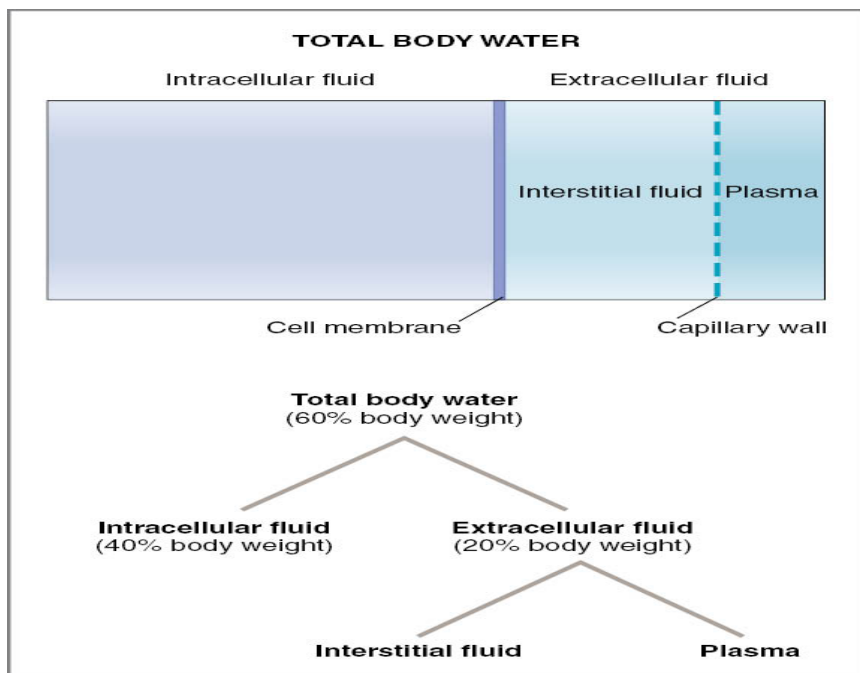 TOTAL BODY WATER
Intracellular fluid
Extracellular fluid
Interstitial fluid
Plasma
Cell membrane
Capillary wall
Total body water
(60% body weight)
Intracellular fluid
(40% body weight)
Extracellular fluid
(20% body weight)
Interstitial fluid
Plasma